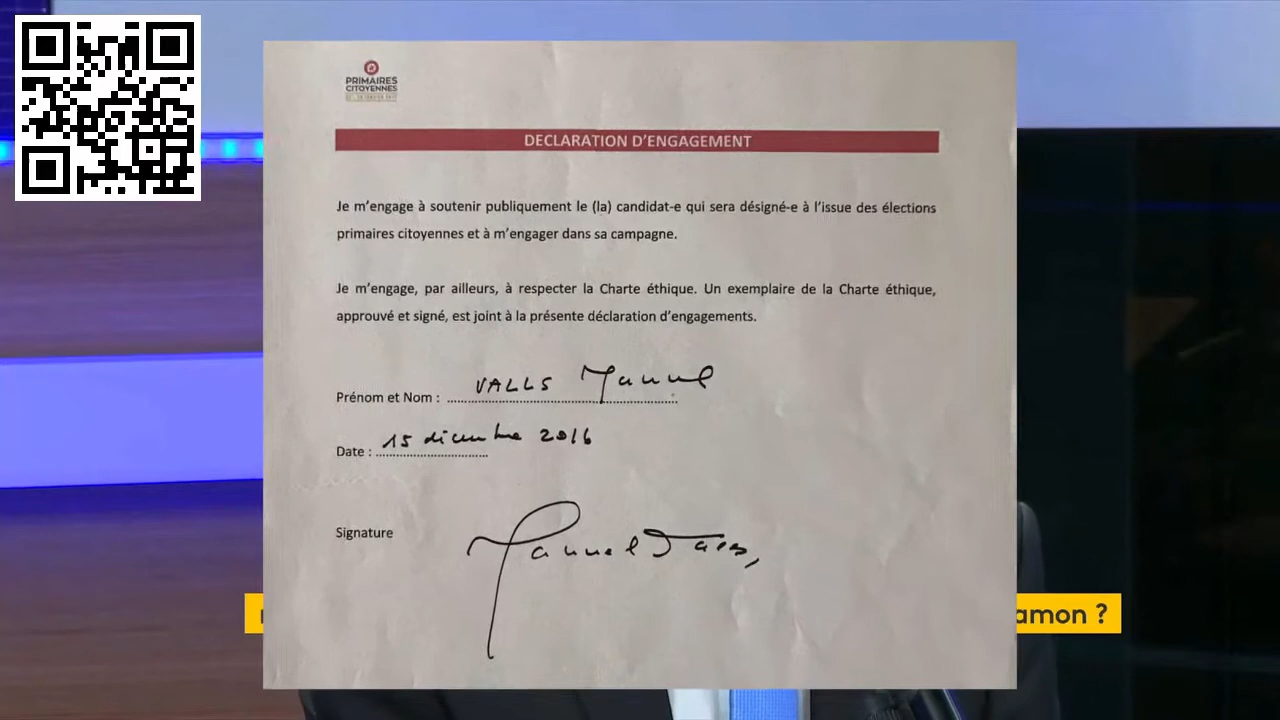 PRIMAIRES
CITOYENNES
DECLARATION D'ENGAGEMENT
Je m'engage à soutenir publiquement le (la) candidat-e qui sera désigné-e à l'issue des élections
primaires citoyennes et à m'engager dans sa campagne.
Je m'engage, par ailleurs, à respecter la Charte éthique. Un exemplaire de la Charte éthique,
approuvé et signé, est joint à la présente déclaration d'engagements.
Prénom et Nom : VALLS Manuel
Date : 15 décembre 2016
Signature Manuel Valls
amon ?